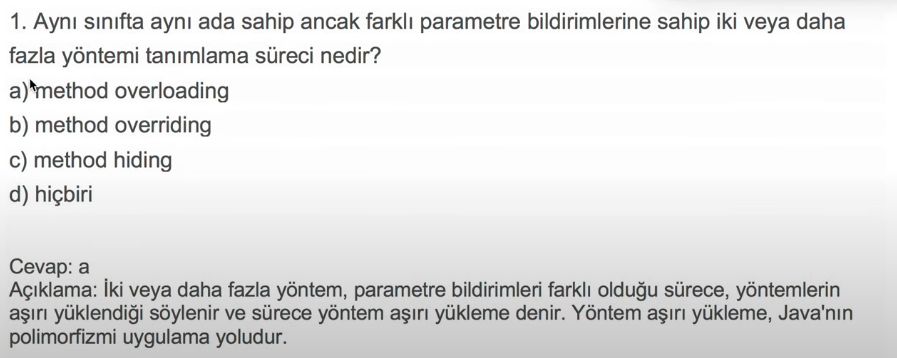 1. Aynı sınıfta aynı ada sahip ancak farklı parametre bildirimlerine sahip iki veya daha
fazla yöntemi tanımlama süreci nedir?
a) method overloading
b) method overriding
c) method hiding
d) hiçbiri
Cevap: a
Açıklama: İki veya daha fazla yöntem, parametre bildirimleri farklı olduğu sürece, yöntemlerin
aşırı yüklendiği söylenir ve sürece yöntem aşırı yükleme denir. Yöntem aşırı yükleme, Java'nın
polimorfizmi uygulama yoludur.